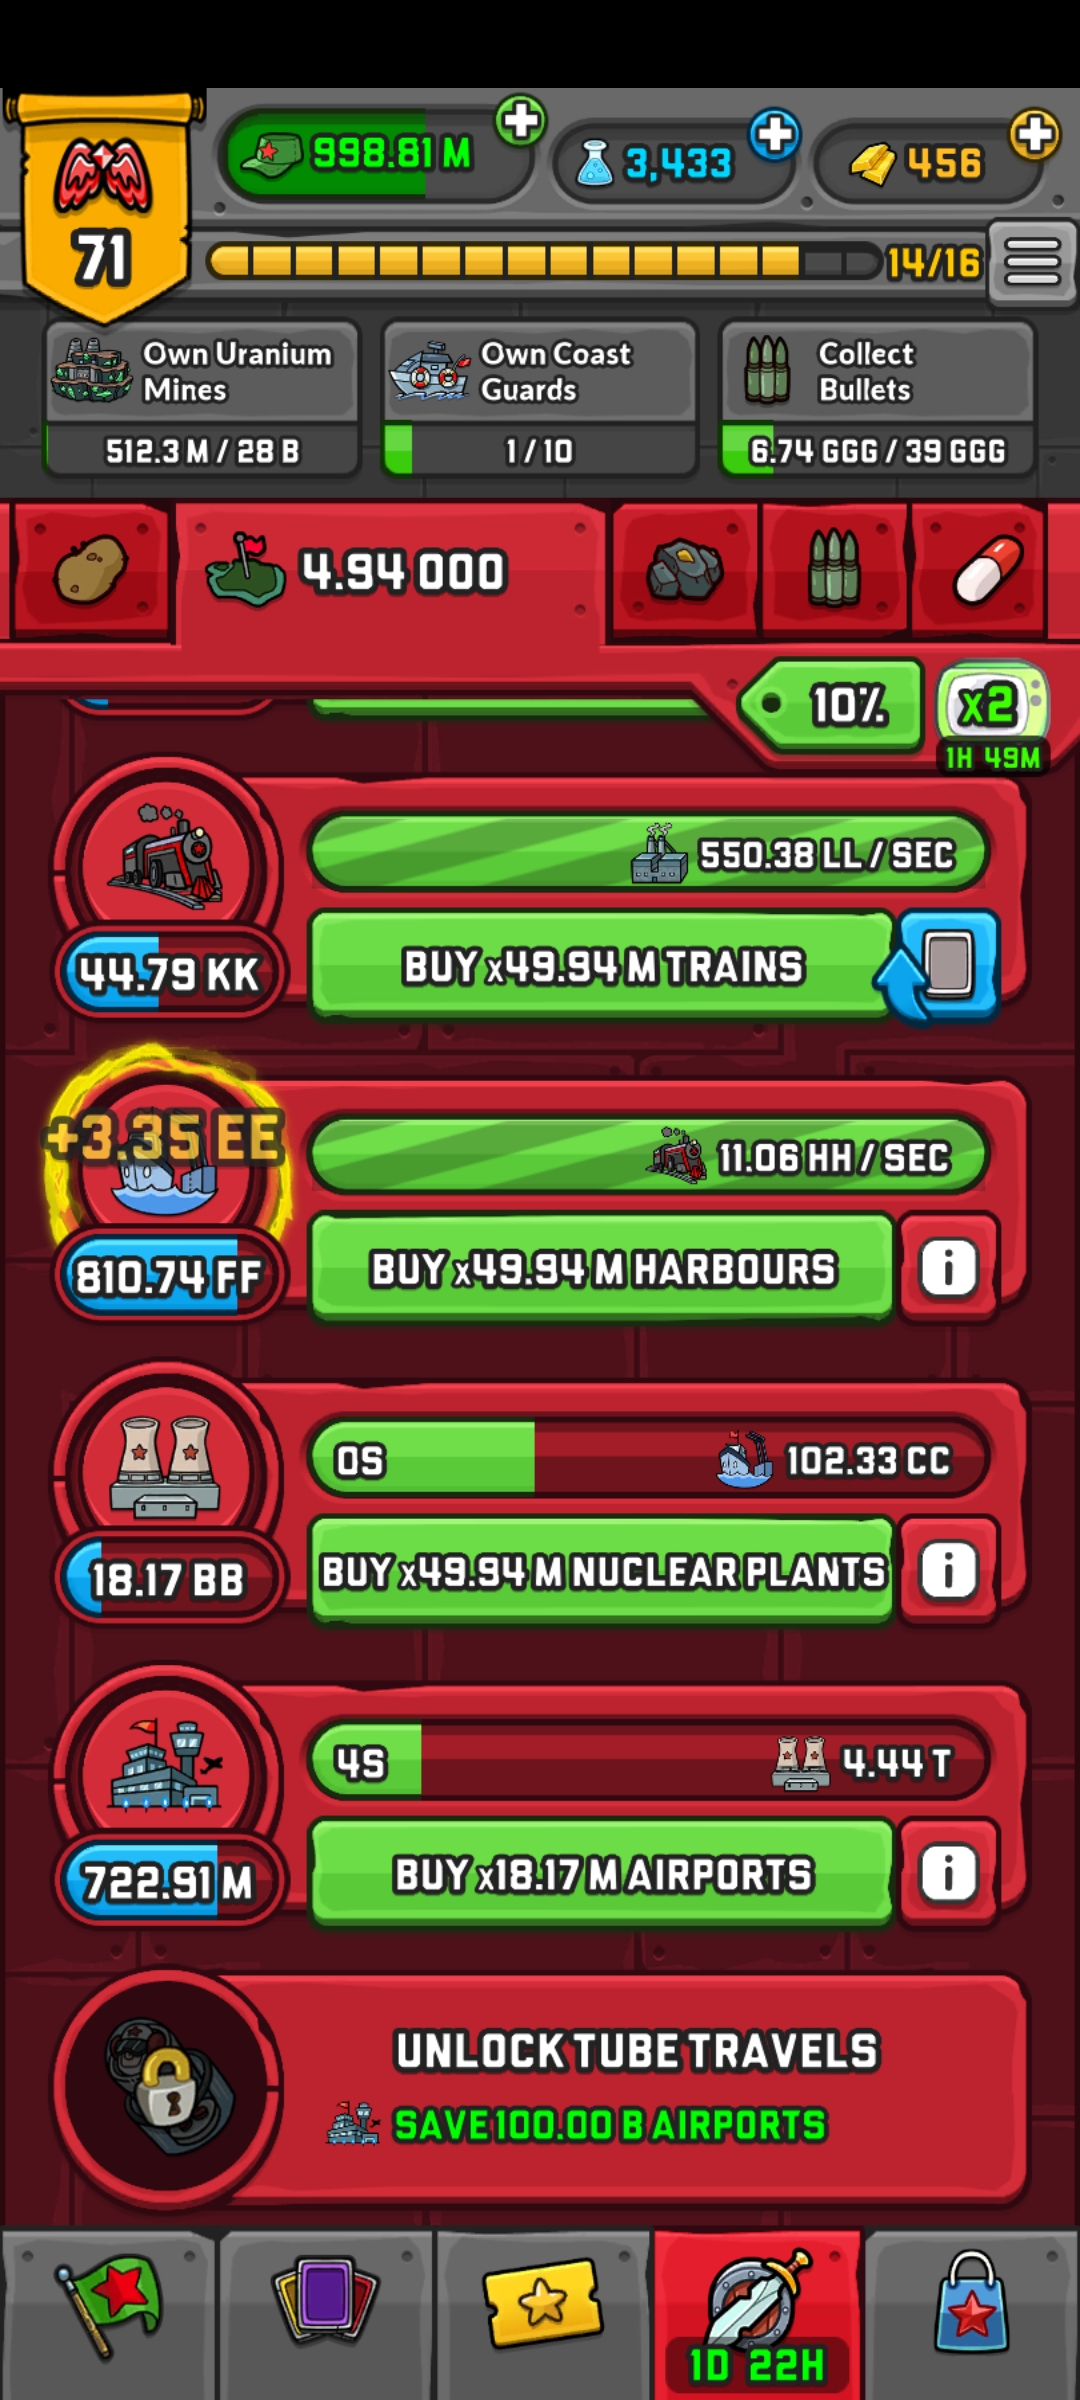 998.81 M
3,433
456
71
14/16
Own Uranium
Mines
512.3 M / 28 B
Own Coast
Guards
1 / 10
Collect
Bullets
6.74 GGG / 39 GGG
4.94 OOO
10%
x2
1H 49M
550.38 LL / SEC
44.79 KK
BUY x49.94 M TRAINS
+3.35 EE
11.06 HH / SEC
810.74 FF
BUY x49.94 M HARBOURS
i
0S
102.33 CC
18.17 BB
BUY x49.94 M NUCLEAR PLANTS
i
4S
4.44 T
722.91 M
BUY x18.17 M AIRPORTS
i
UNLOCK TUBE TRAVELS
SAVE 100.00 B AIRPORTS
1D 22H